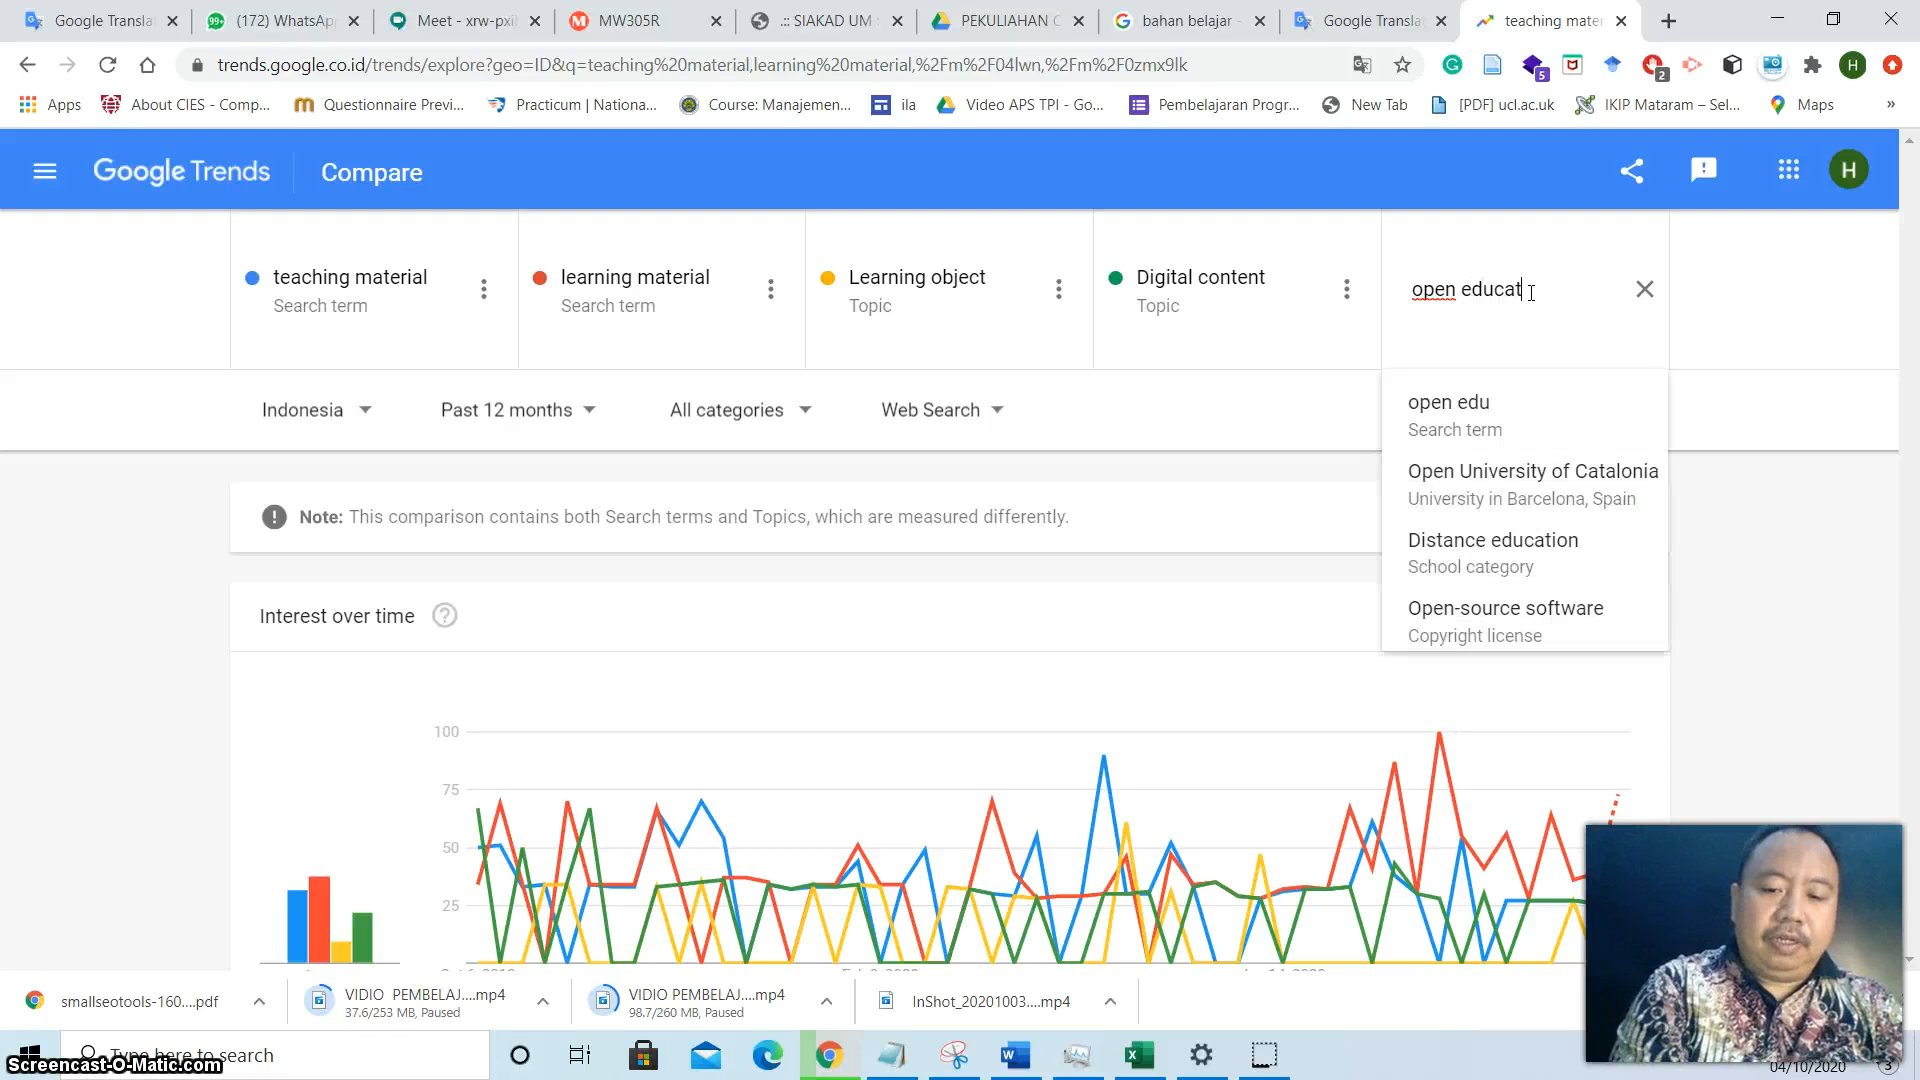 Google Transla
(172) WhatsAp
Meet - xrw-pxi
MW305R
.:: SIAKAD UM
PEKULIAHAN C
bahan belajar -
Google Transla
teaching mate
trends.google.co.id/trends/explore?geo=ID&q=teaching%20material,learning%20material,%2Fm%2F04lwn,%2Fm%2F0zmx9lk
Apps
About CIES - Comp...
Questionnaire Previ...
Practicum | Nationa...
Course: Manajemen...
ila
Video APS TPI - Go...
Pembelajaran Progr...
New Tab
[PDF] ucl.ac.uk
IKIP Mataram – Sel...
Maps
»
Google Trends
Compare
H
teaching material
Search term
learning material
Search term
Learning object
Topic
Digital content
Topic
open educat
Indonesia
Past 12 months
All categories
Web Search
open edu
Search term
Open University of Catalonia
University in Barcelona, Spain
Distance education
School category
Open-source software
Copyright license
Note: This comparison contains both Search terms and Topics, which are measured differently.
Interest over time
100
75
50
25
smallseotools-160....pdf
VIDIO PEMBELAJ....mp4
37.6/253 MB, Paused
VIDIO PEMBELAJ....mp4
98.7/260 MB, Paused
InShot_20201003....mp4
Type here to search
Screencast-O-Matic.com
04/10/2020
3